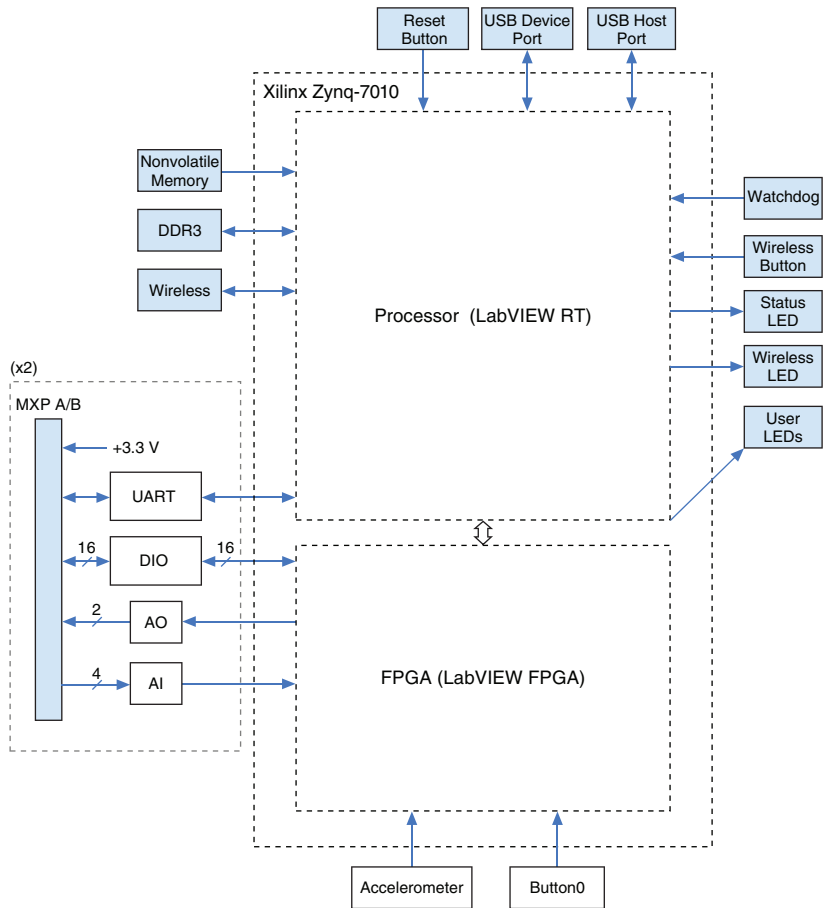 Reset
Button
USB Device
Port
USB Host
Port
Xilinx Zynq-7010
Nonvolatile
Memory
DDR3
Wireless
Processor (LabVIEW RT)
Watchdog
Wireless
Button
Status
LED
Wireless
LED
User
LEDs
(x2)
MXP A/B
+3.3 V
UART
16
DIO
16
2
AO
4
AI
FPGA (LabVIEW FPGA)
Accelerometer
Button0